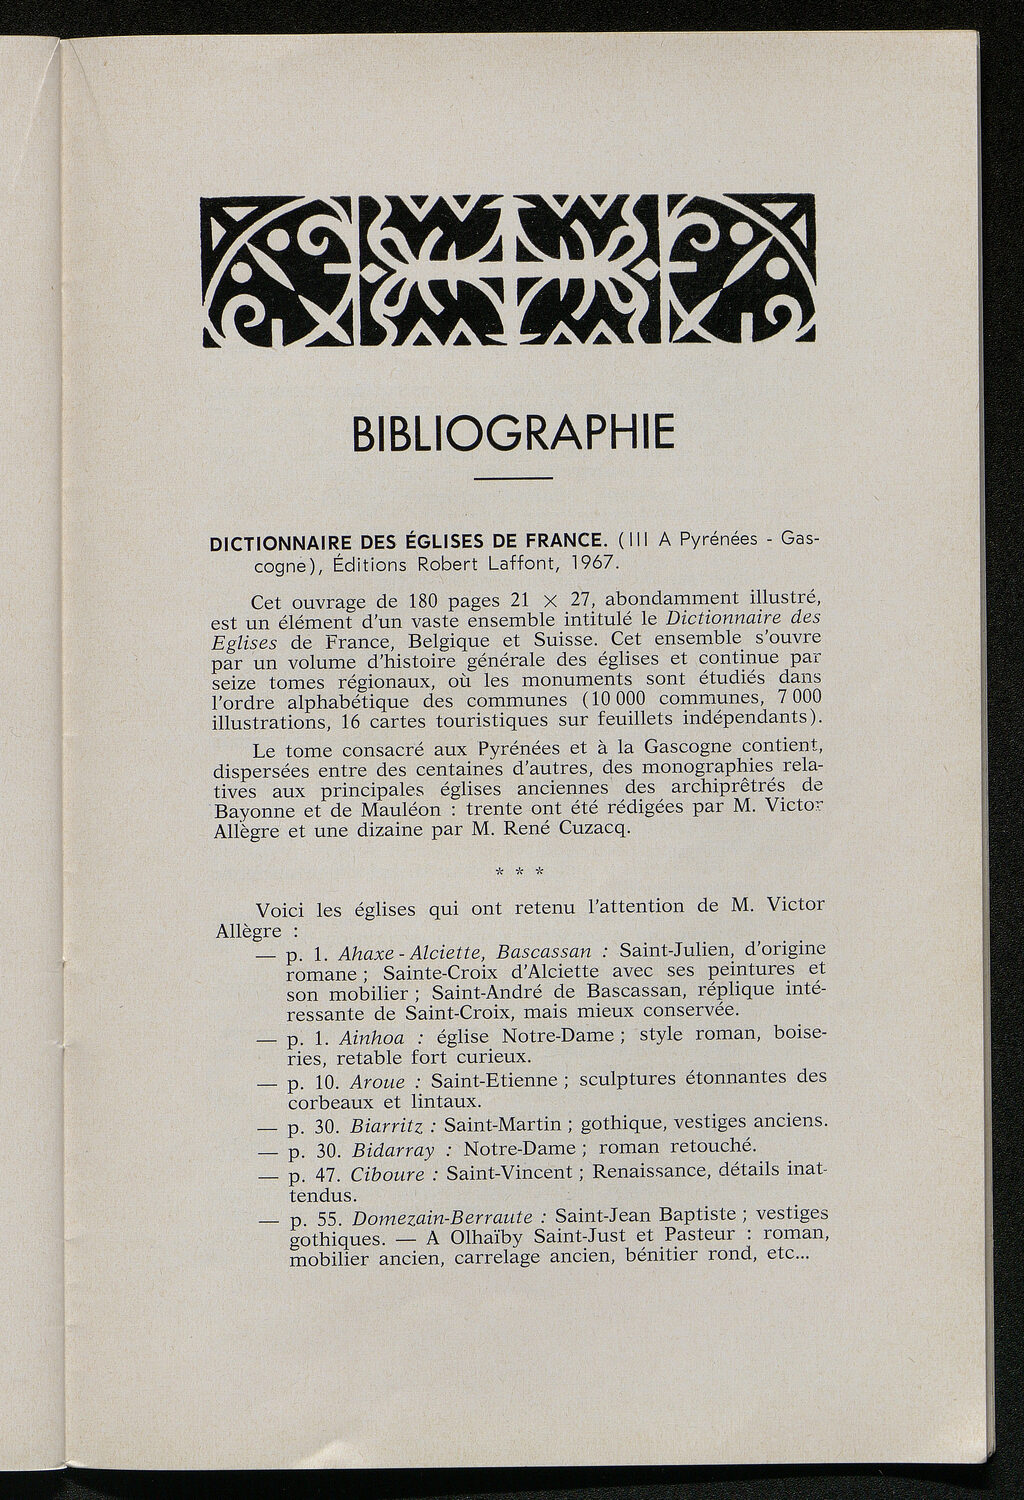 BIBLIOGRAPHIE
DICTIONNAIRE DES ÉGLISES DE FRANCE. (III A Pyrénées - Gas-
cogne), Éditions Robert Laffont, 1967.
Cet ouvrage de 180 pages 21 × 27, abondamment illustré,
est un élément d'un vaste ensemble intitulé le Dictionnaire des
Eglises de France, Belgique et Suisse. Cet ensemble s'ouvre
par un volume d'histoire générale des églises et continue par
seize tomes régionaux, où les monuments sont étudiés dans
l'ordre alphabétique des communes (10 000 communes, 7 000
illustrations, 16 cartes touristiques sur feuillets indépendants).
Le tome consacré aux Pyrénées et à la Gascogne contient,
dispersées entre des centaines d'autres, des monographies rela-
tives aux principales églises anciennes des archiprêtrés de
Bayonne et de Mauléon : trente ont été rédigées par M. Victor
Allègre et une dizaine par M. René Cuzacq.
* * *
Voici les églises qui ont retenu l'attention de M. Victor
Allègre :
— p. 1. Ahaxe - Alciette, Bascassan : Saint-Julien, d'origine
romane ; Sainte-Croix d'Alciette avec ses peintures et
son mobilier ; Saint-André de Bascassan, réplique inté-
ressante de Saint-Croix, mais mieux conservée.
— p. 1. Ainhoa : église Notre-Dame ; style roman, boise-
ries, retable fort curieux.
— p. 10. Aroue : Saint-Etienne ; sculptures étonnantes des
corbeaux et lintaux.
— p. 30. Biarritz : Saint-Martin ; gothique, vestiges anciens.
— p. 30. Bidarray : Notre-Dame ; roman retouché.
— p. 47. Ciboure : Saint-Vincent ; Renaissance, détails inat-
tendus.
— p. 55. Domezain-Berraute : Saint-Jean Baptiste ; vestiges
gothiques. — A Olhaïby Saint-Just et Pasteur : roman,
mobilier ancien, carrelage ancien, bénitier rond, etc...